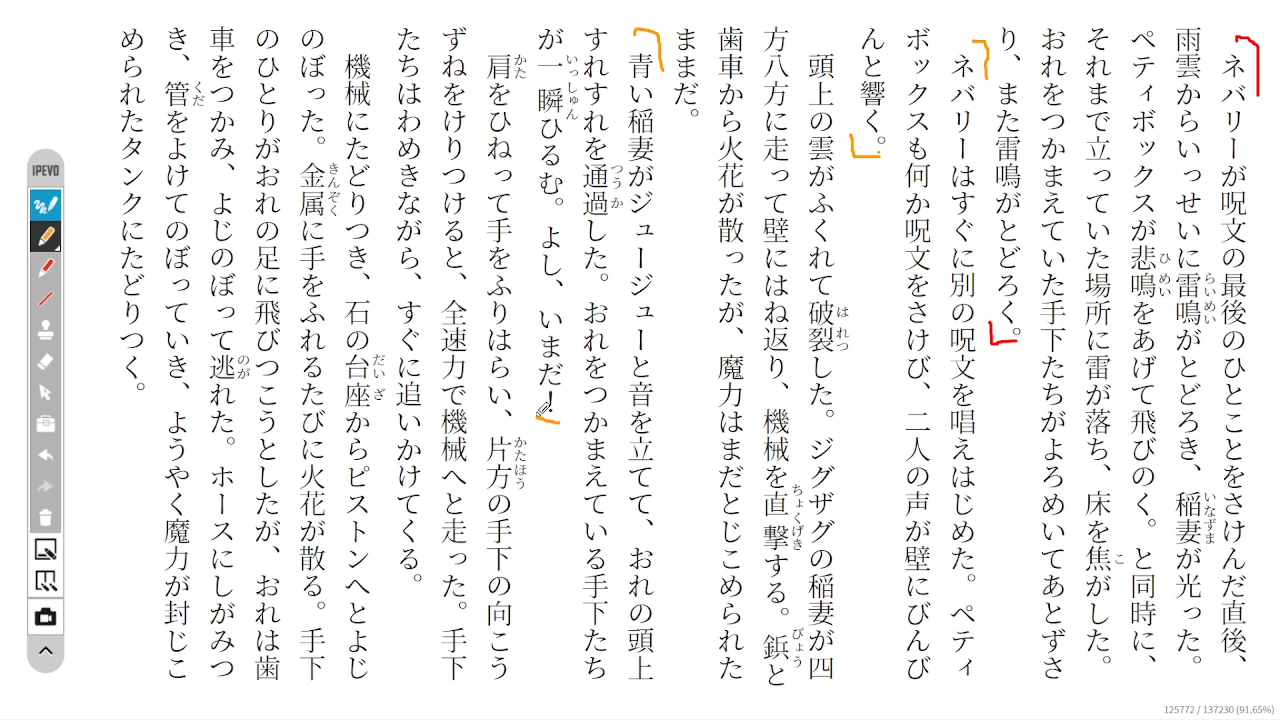 ネバリーが呪文の最後のひとことをさけんだ直後、
雨雲からいっせいに雷鳴がとどろき、稲妻が光った。
ペティボックスが悲鳴をあげて飛びのく。と同時に、
それまで立っていた場所に雷が落ち、床を焦がした。
おれをつかまえていた手下たちがよろめいてあとずさ
り、また雷鳴がとどろく。
ネバリーはすぐに別の呪文を唱えはじめた。ペティ
ボックスも何か呪文をさけび、二人の声が壁にびんび
んと響く。
頭上の雲がふくれて破裂した。ジグザグの稲妻が四
方八方に走って壁にはね返り、機械を直撃する。鋲と
歯車から火花が散ったが、魔力はまだとじこめられた
ままだ。
青い稲妻がジュージューと音を立てて、おれの頭上
すれすれを通過した。おれをつかまえている手下たち
が一瞬ひるむ。よし、いまだ!
肩をひねって手をふりはらい、片方の手下の向こう
ずねをけりつけると、全速力で機械へと走った。手下
たちはわめきながら、すぐに追いかけてくる。
機械にたどりつき、石の台座からピストンへとよじ
のぼった。金属に手をふれるたびに火花が散る。手下
のひとりがおれの足に飛びつこうとしたが、おれは歯
車をつかみ、よじのぼって逃れた。ホースにしがみつ
き、管をよけてのぼっていき、ようやく魔力が封じこ
められたタンクにたどりつく。
IPEVO
125772 / 137230 (91.65%)